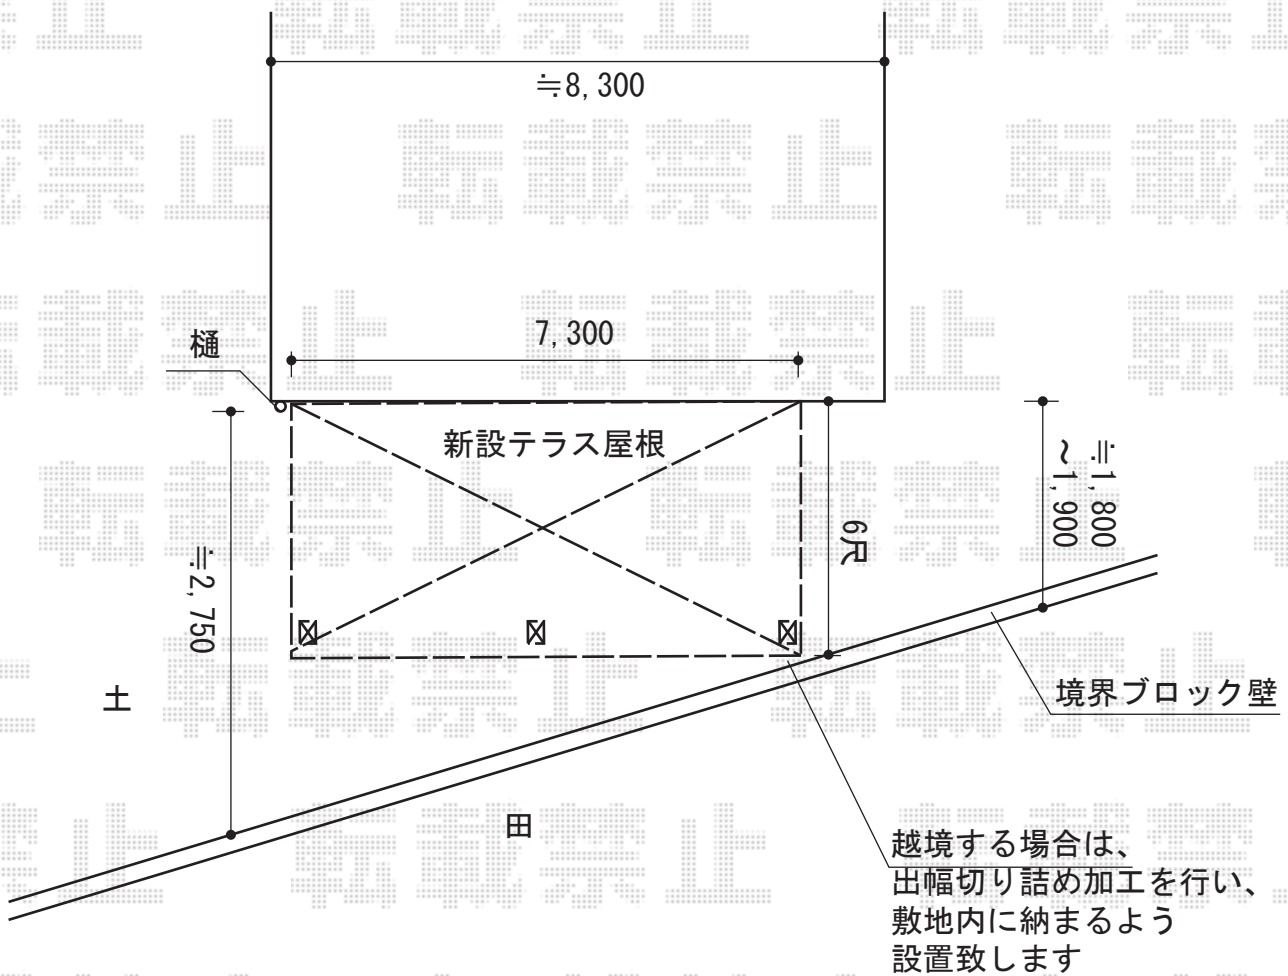 ≒8,300
7,300
樋
新設テラス屋根
6尺
≒1,800
~1,900
≒2,750
土
境界ブロック壁
田
越境する場合は、
出幅切り詰め加工を行い、
敷地内に納まるよう
設置致します
転載禁止